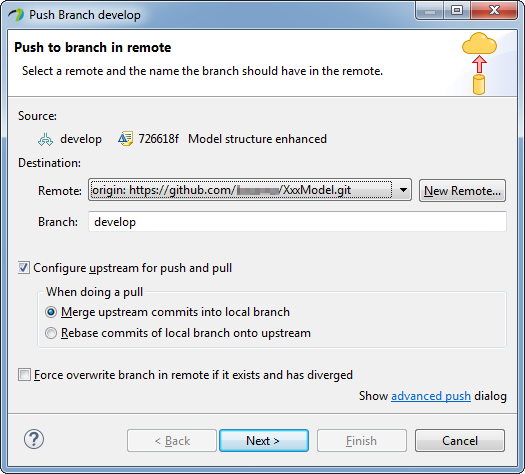 Push Branch develop
Push to branch in remote
Select a remote and the name the branch should have in the remote.
Source:
develop 726618f Model structure enhanced
Destination:
Remote: origin: https://github.com/ /XxxModel.git New Remote...
Branch: develop
Configure upstream for push and pull
When doing a pull
Merge upstream commits into local branch
Rebase commits of local branch onto upstream
Force overwrite branch in remote if it exists and has diverged
Show advanced push dialog
? < Back Next > Finish Cancel